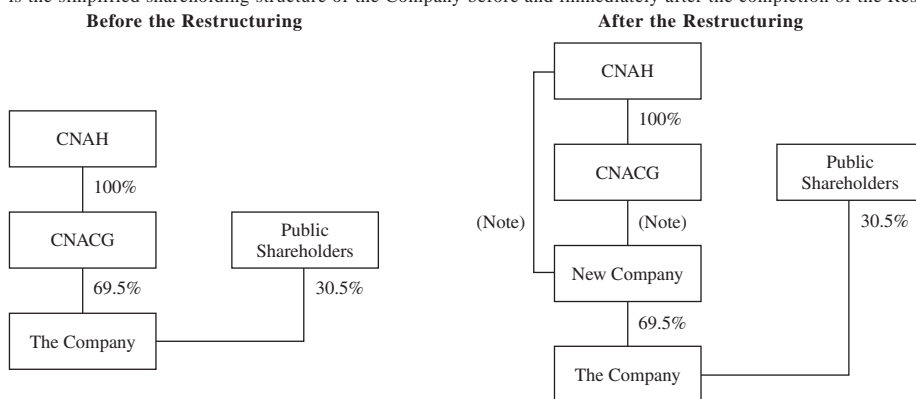 is the simplified shareholding structure of the Company before and immediately after the completion of the
Before the Restructuring
CNAH
100%
CNACG
69.5%
The Company
Public
Shareholders
30.5%
After the Restructuring
CNAH
100%
CNACG
(Note)
(Note)
New Company
69.5%
The Company
Public
Shareholders
30.5%